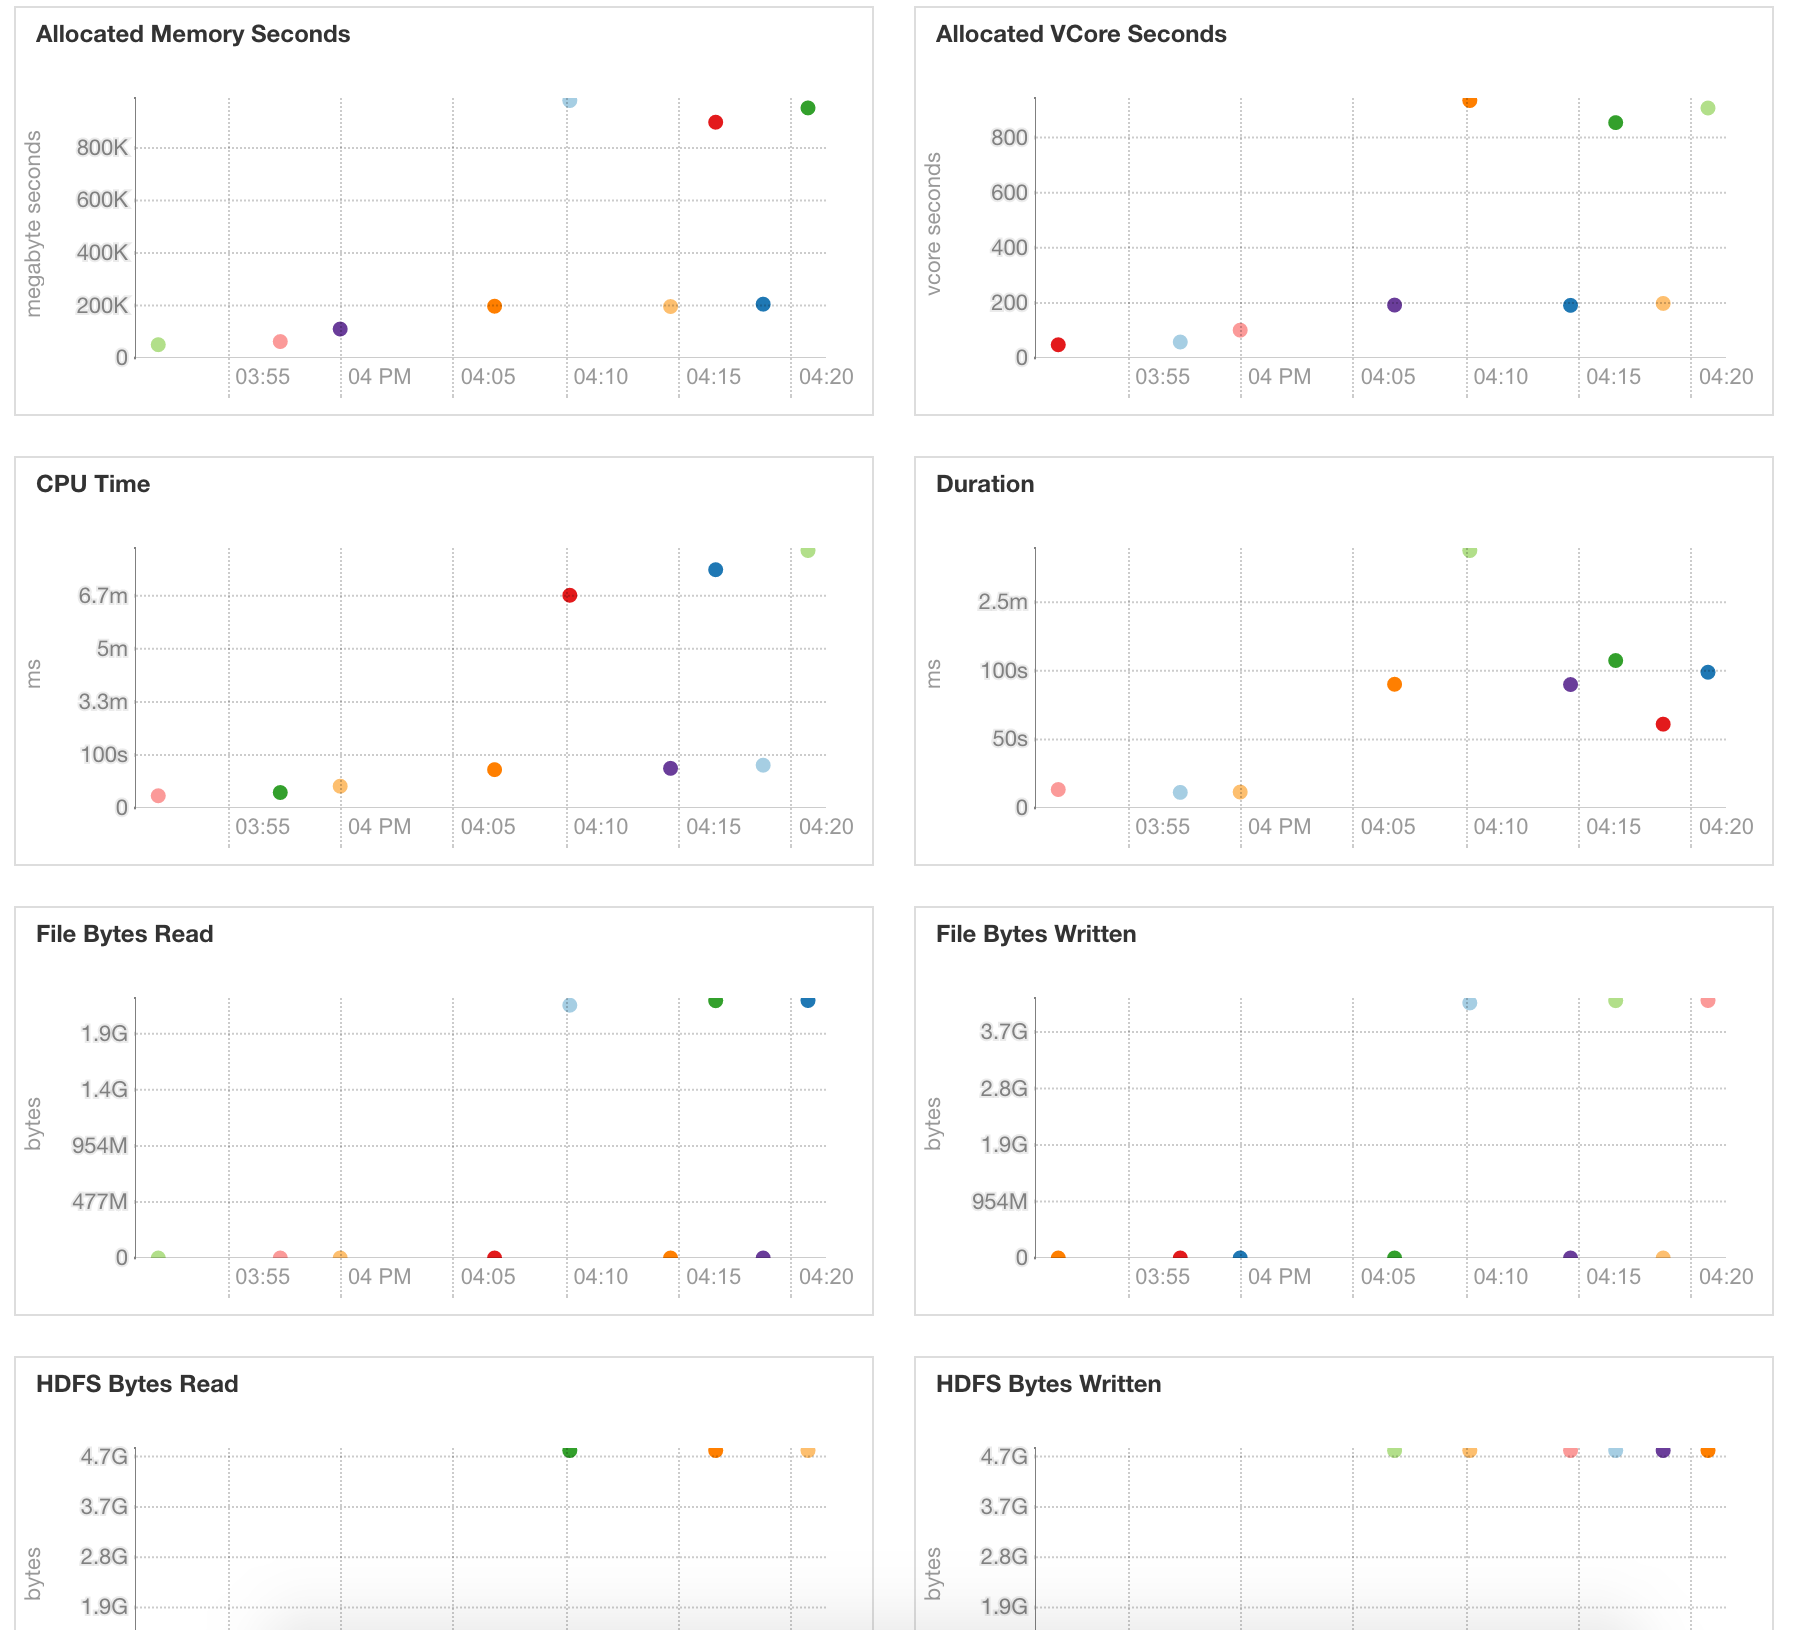 Allocated Memory Seconds
megabyte seconds
800K
600K
400K
200K
0
03:55 04 PM 04:05 04:10 04:15 04:20
Allocated VCore Seconds
vcore seconds
800
600
400
200
0
03:55 04 PM 04:05 04:10 04:15 04:20
CPU Time
ms
6.7m
5m
3.3m
100s
0
03:55 04 PM 04:05 04:10 04:15 04:20
Duration
ms
2.5m
100s
50s
0
03:55 04 PM 04:05 04:10 04:15 04:20
File Bytes Read
bytes
1.9G
1.4G
954M
477M
0
03:55 04 PM 04:05 04:10 04:15 04:20
File Bytes Written
bytes
3.7G
2.8G
1.9G
954M
0
03:55 04 PM 04:05 04:10 04:15 04:20
HDFS Bytes Read
bytes
4.7G
3.7G
2.8G
1.9G
HDFS Bytes Written
bytes
4.7G
3.7G
2.8G
1.9G